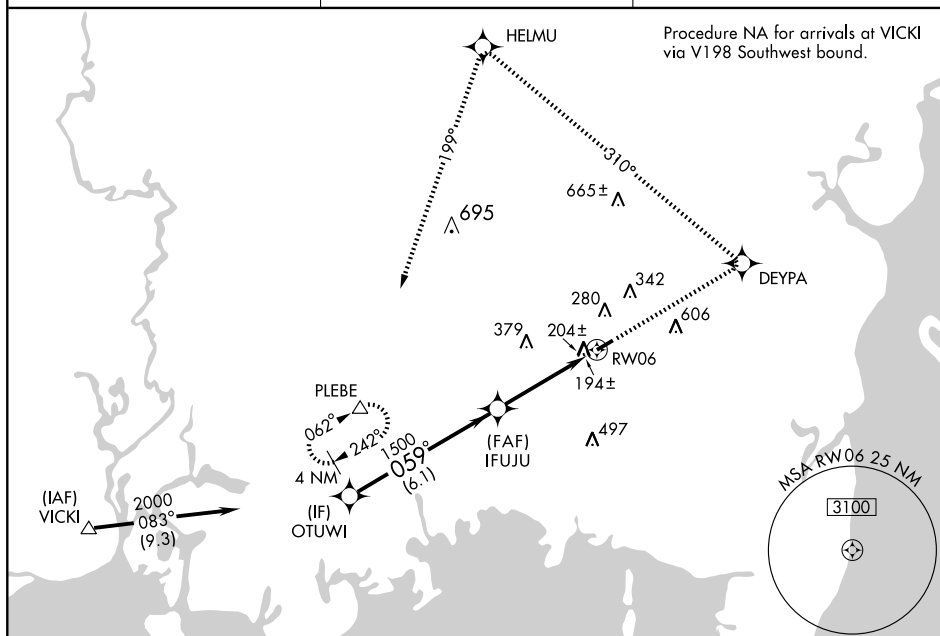 HELMU
Procedure NA for arrivals at VICKI
via V198 Southwest bound.
199°
310°
665±
695
DEYPA
342
280
606
379
204±
RW06
194±
PLEBE
062°
242°
4 NM
1500
059°
(6.1)
(FAF)
IFUJU
497
(IAF)
VICKI
2000
083°
(9.3)
(IF)
OTUWI
MSA RW06 25 NM
3100